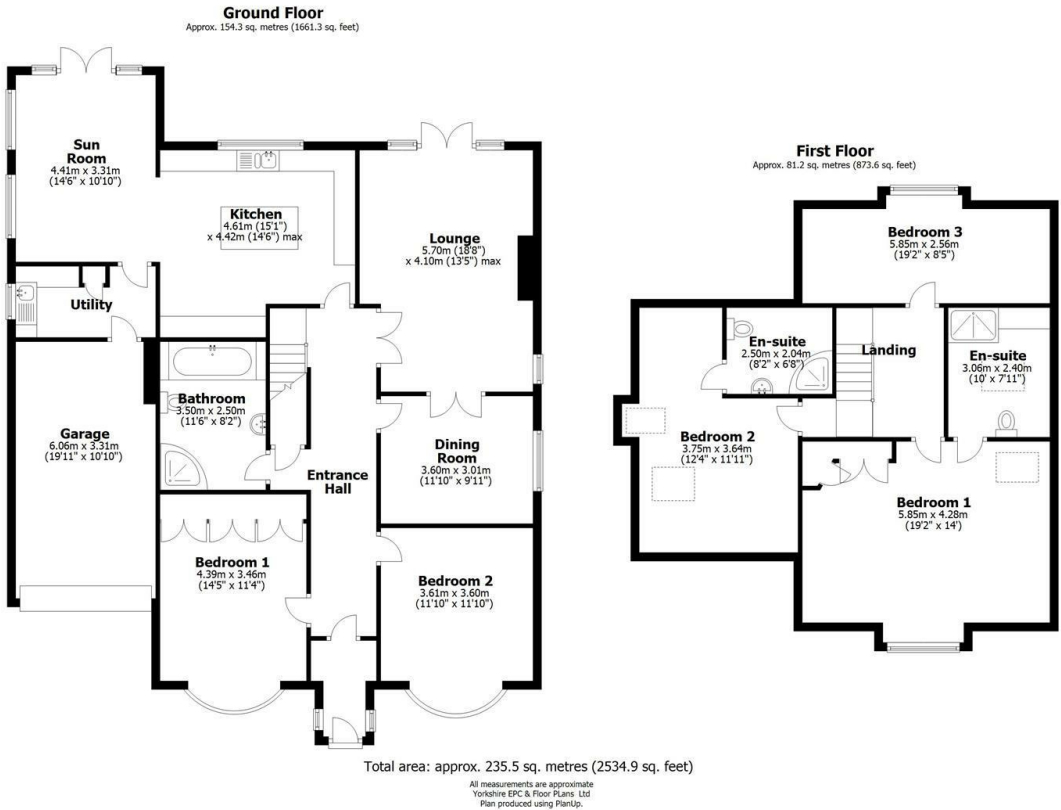 Ground Floor
Approx. 154.3 sq. metres (1661.3 sq. feet)
Sun
Room
4.41m x 3.31m
(14'6" x 10'10")
Kitchen
4.61m (15'1")
x 4.42m (14'6") max
Lounge
5.70m (18'8")
x 4.10m (13'5") max
Utility
Bathroom
3.50m x 2.50m
(11'6" x 8'2")
Garage
6.06m x 3.31m
(19'11" x 10'10")
Dining
Room
3.60m x 3.01m
(11'10" x 9'11")
Entrance
Hall
Bedroom 1
4.39m x 3.46m
(14'5" x 11'4")
Bedroom 2
3.61m x 3.60m
(11'10" x 11'10")
First Floor
Approx. 81.2 sq. metres (873.6 sq. feet)
Bedroom 3
5.85m x 2.56m
(19'2" x 8'5")
En-suite
2.50m x 2.04m
(8'2" x 6'8")
Landing
En-suite
3.06m x 2.40m
(10' x 7'11")
Bedroom 2
3.75m x 3.64m
(12'4" x 11'11")
Bedroom 1
5.85m x 4.28m
(19'2" x 14')
Total area: approx. 235.5 sq. metres (2534.9 sq. feet)
All measurements are approximate
Yorkshire EPC & Floor PLans Ltd
Plan produced using PlanUp.